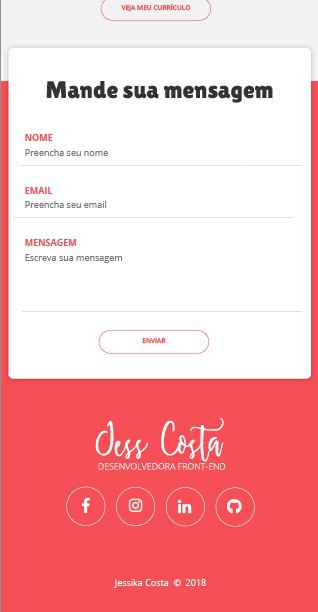 VEJA MEU CURRÍCULO
Mande sua mensagem
NOME
Preencha seu nome
EMAIL
Preencha seu email
MENSAGEM
Escreva sua mensagem
ENVIAR
Jess Costa
DESENVOLVEDORA FRONT-END
Jessika Costa © 2018